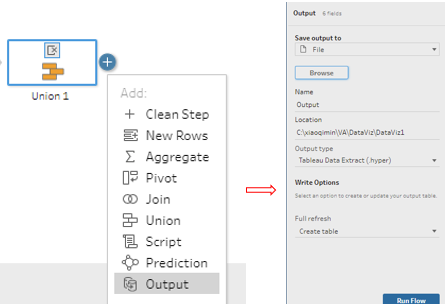 Union 1
Add:
Clean Step
New Rows
Aggregate
Pivot
Join
Union
Script
Prediction
Output
Output 6 fields
Save output to
File
Browse
Name
Output
Location
C:\xiaoqimin\VA\DataViz\DataViz1
Output type
Tableau Data Extract (.hyper)
Write Options
Select an option to create or update your output table.
Full refresh
Create table
Run Flow